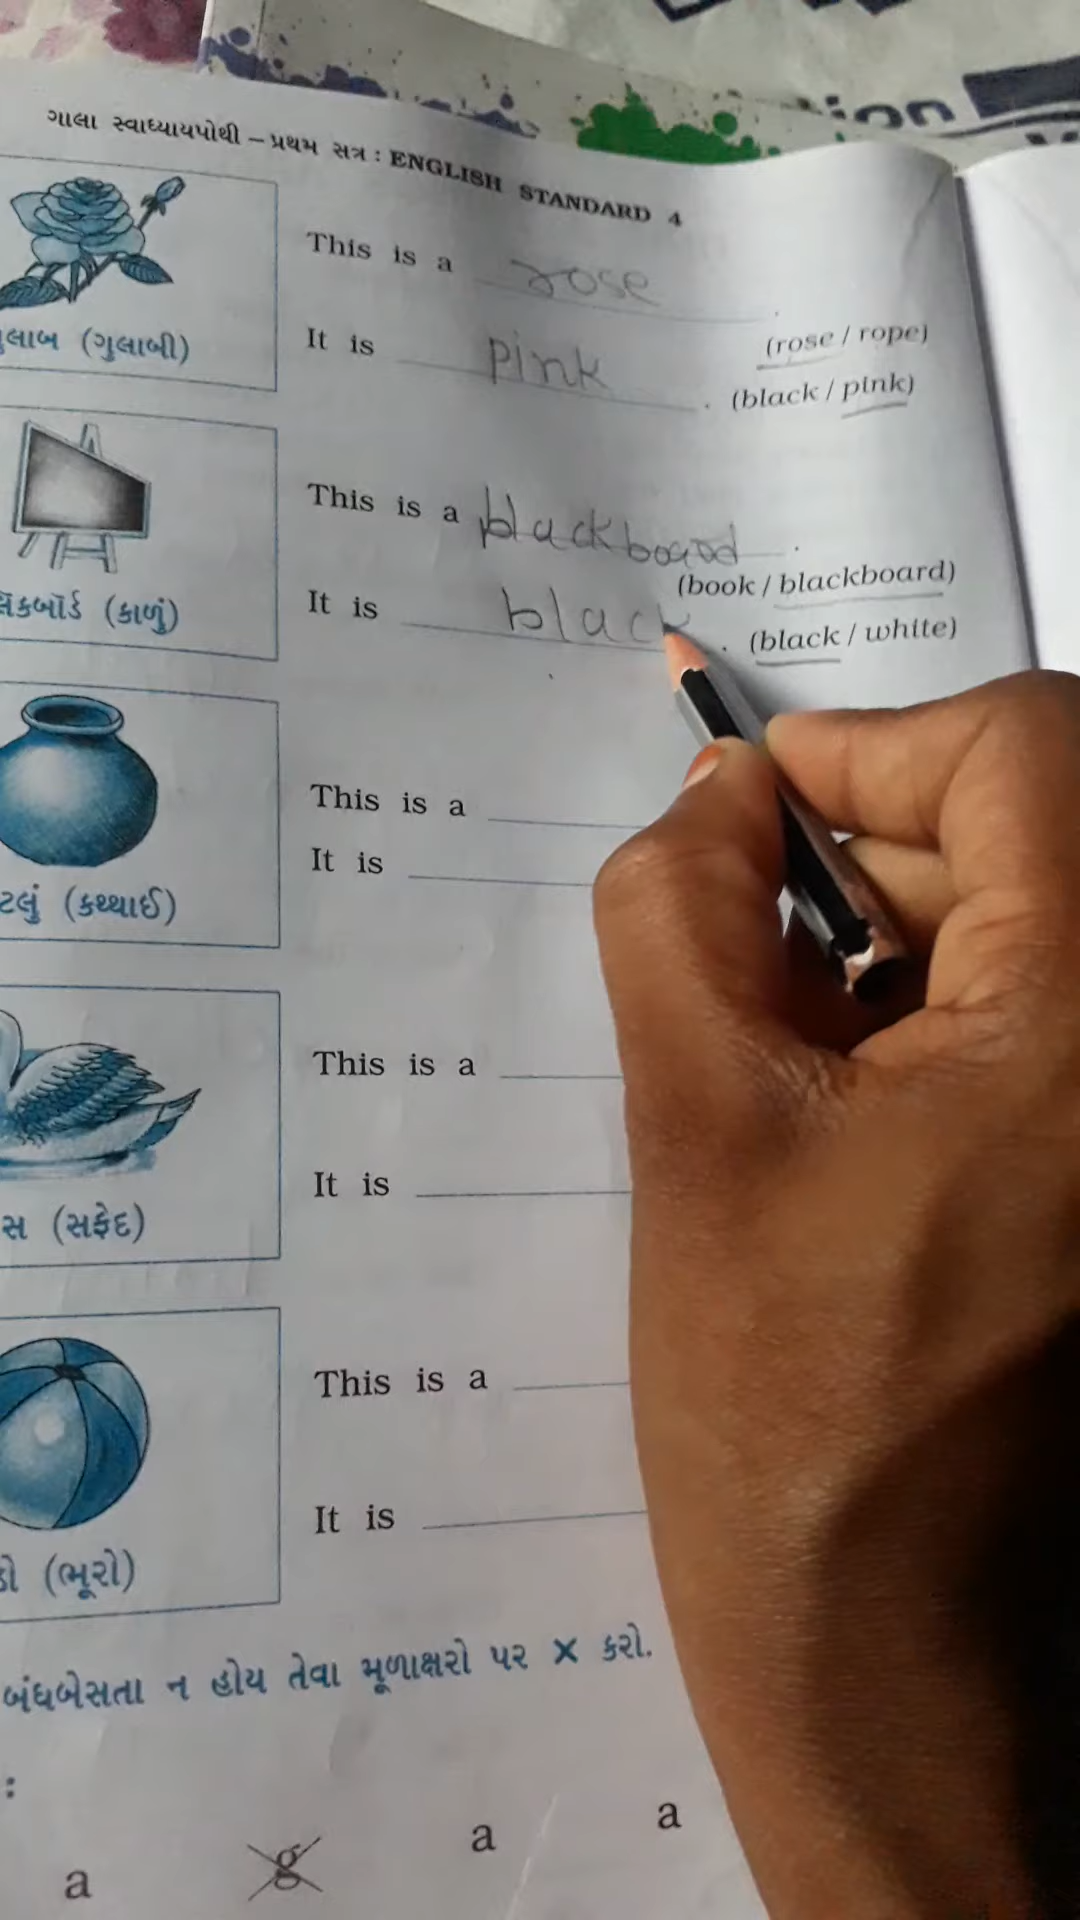 ગાલા સ્વાધ્યાયપોથી – પ્રથમ સત્ર : ENGLISH STANDARD 4
This is a rose .
(rose / rope)
(ગુલાબી)
It is pink . (black / pink)
This is a blackboard .
(book / blackboard)
(કાળું)
It is black . (black / white)
This is a
It is
(કથ્થાઈ)
This is a
It is
(સફેદ)
This is a
It is
(ભૂરો)
બંધબેસતા ન હોય તેવા મૂળાક્ષરો પર X કરો.
:
a g a a